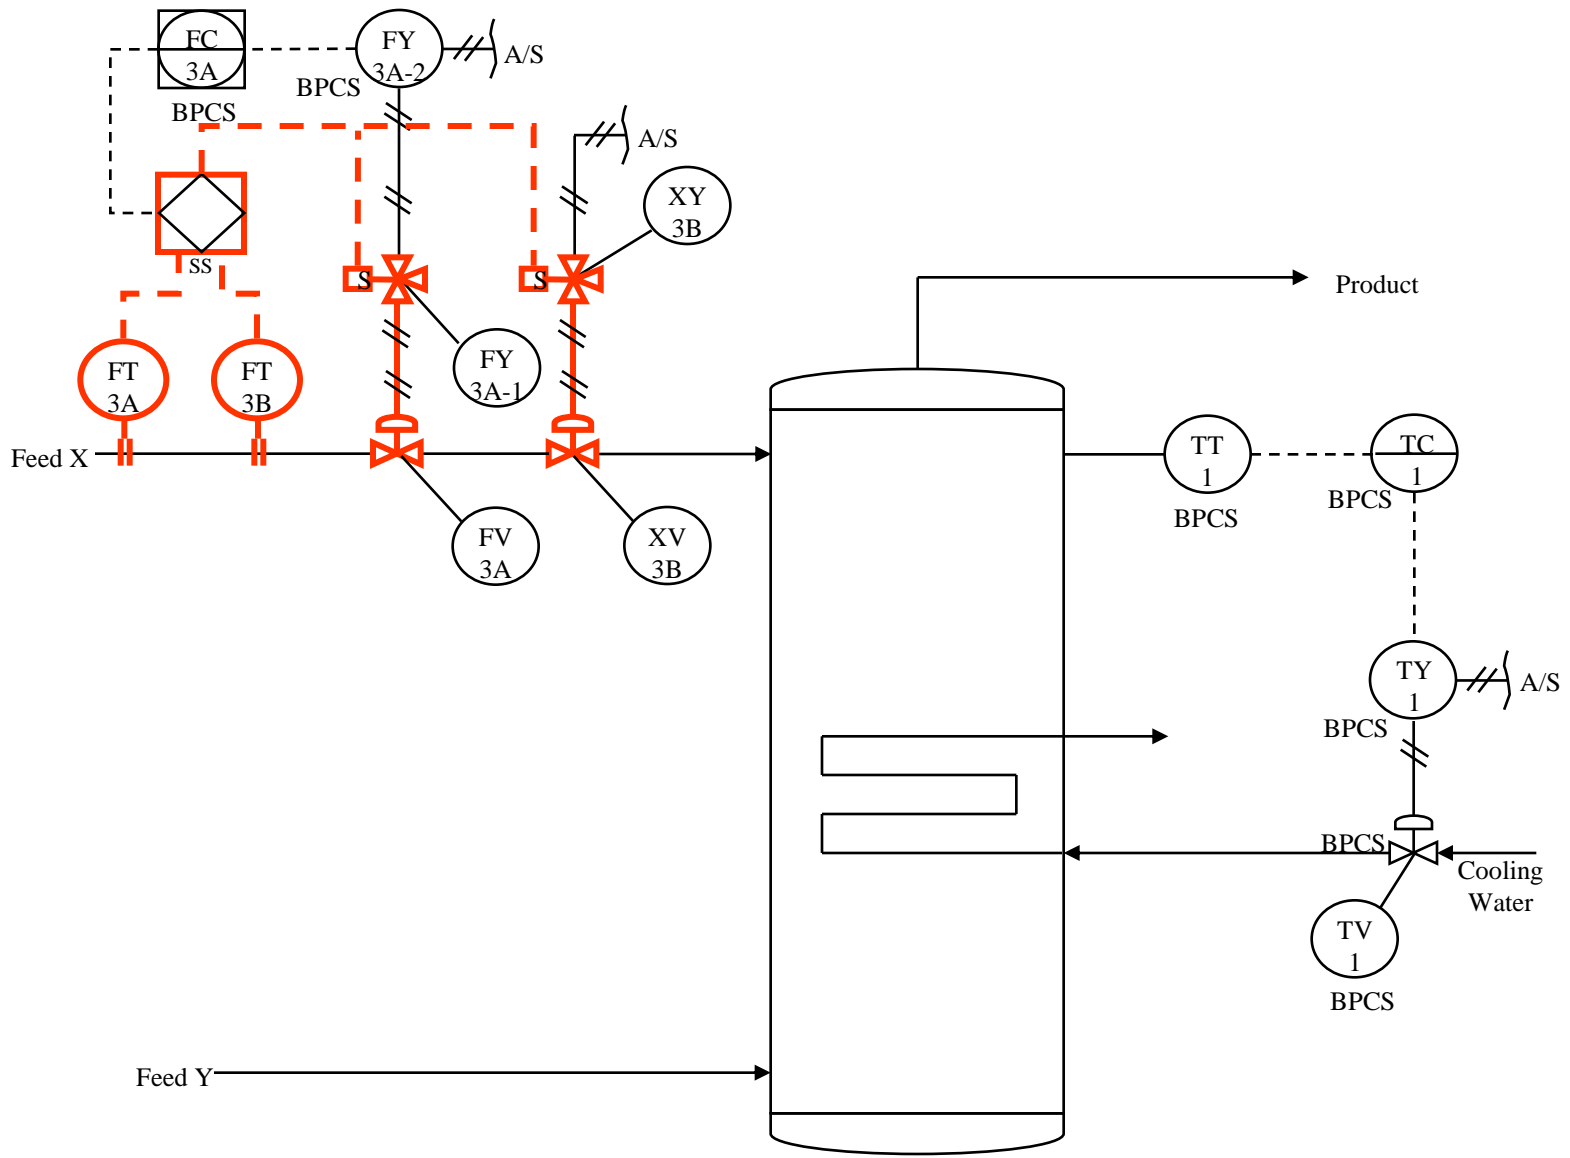 FC
3A
BPCS
FY
3A-2
BPCS
A/S
A/S
XY
3B
SS
S
S
Product
FT
3A
FT
3B
FY
3A-1
Feed X
FV
3A
XV
3B
TT
1
BPCS
TC
1
BPCS
TY
1
BPCS
A/S
BPCS
Cooling
Water
TV
1
BPCS
Feed Y